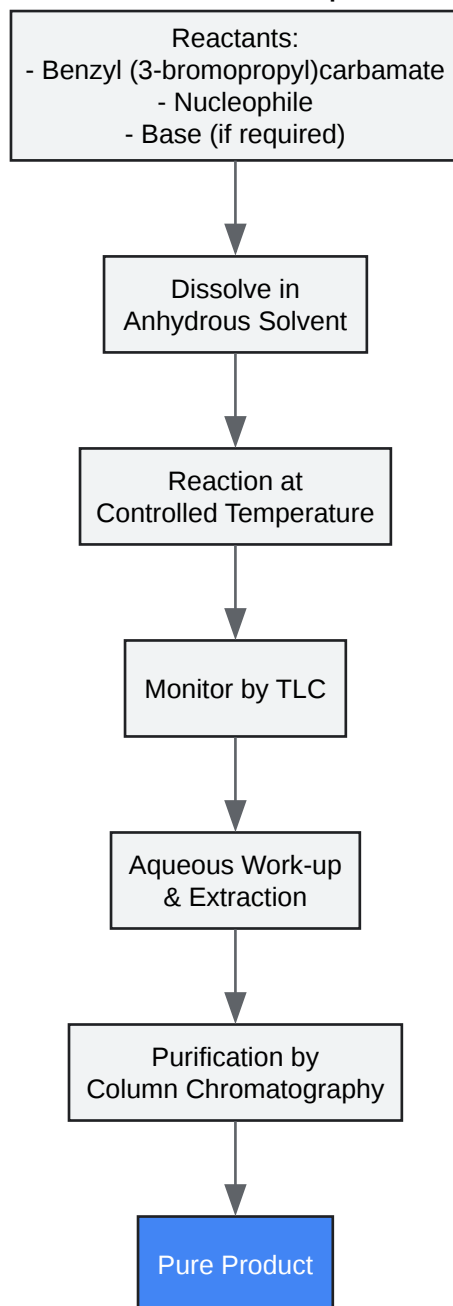 Reactants:
- Benzyl (3-bromopropyl)carbamate
- Nucleophile
- Base (if required)
Dissolve in
Anhydrous Solvent
Reaction at
Controlled Temperature
Monitor by TLC
Aqueous Work-up
& Extraction
Purification by
Column Chromatography
Pure Product